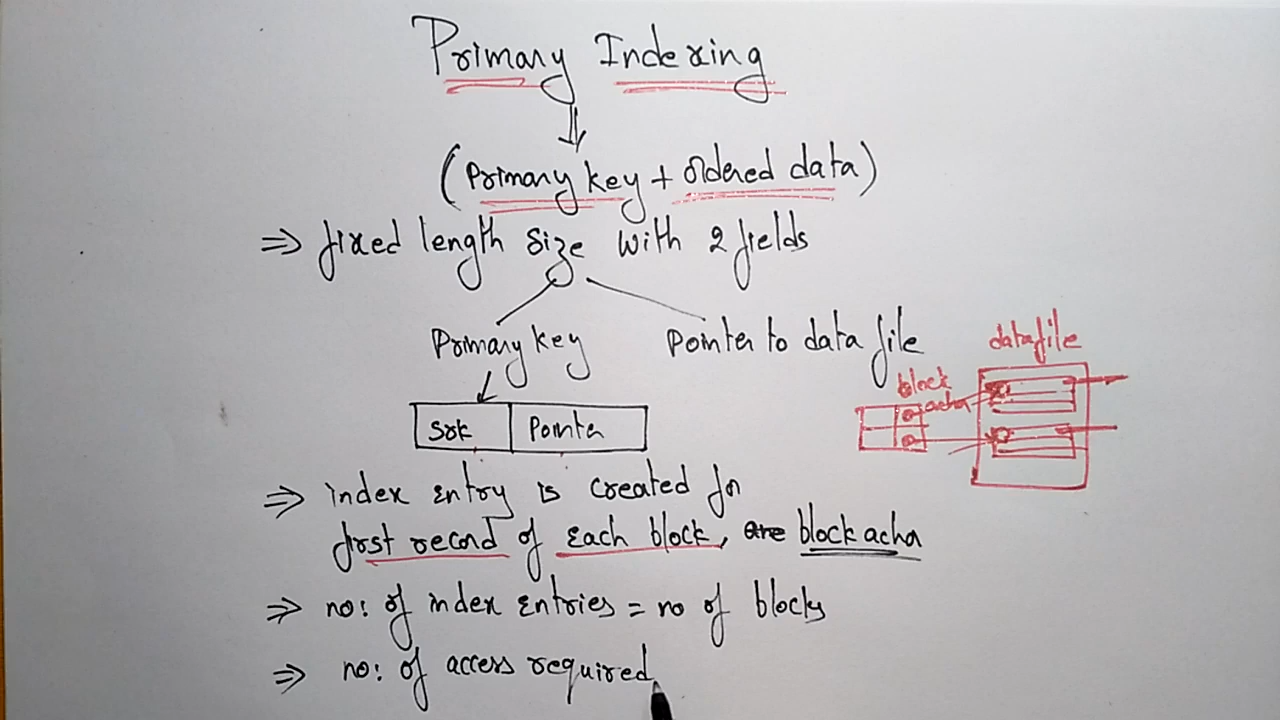 Primary Indexing
(Primary key + Ordered data)
⇒ fixed length size with 2 fields
Primary key
Pointer to data file
Srk
Pointer
datafile
block
acha
⇒ index Entry is created for
first record of Each block, are block acha
⇒ no: of index Entries = no of blocks
⇒ no: of access required